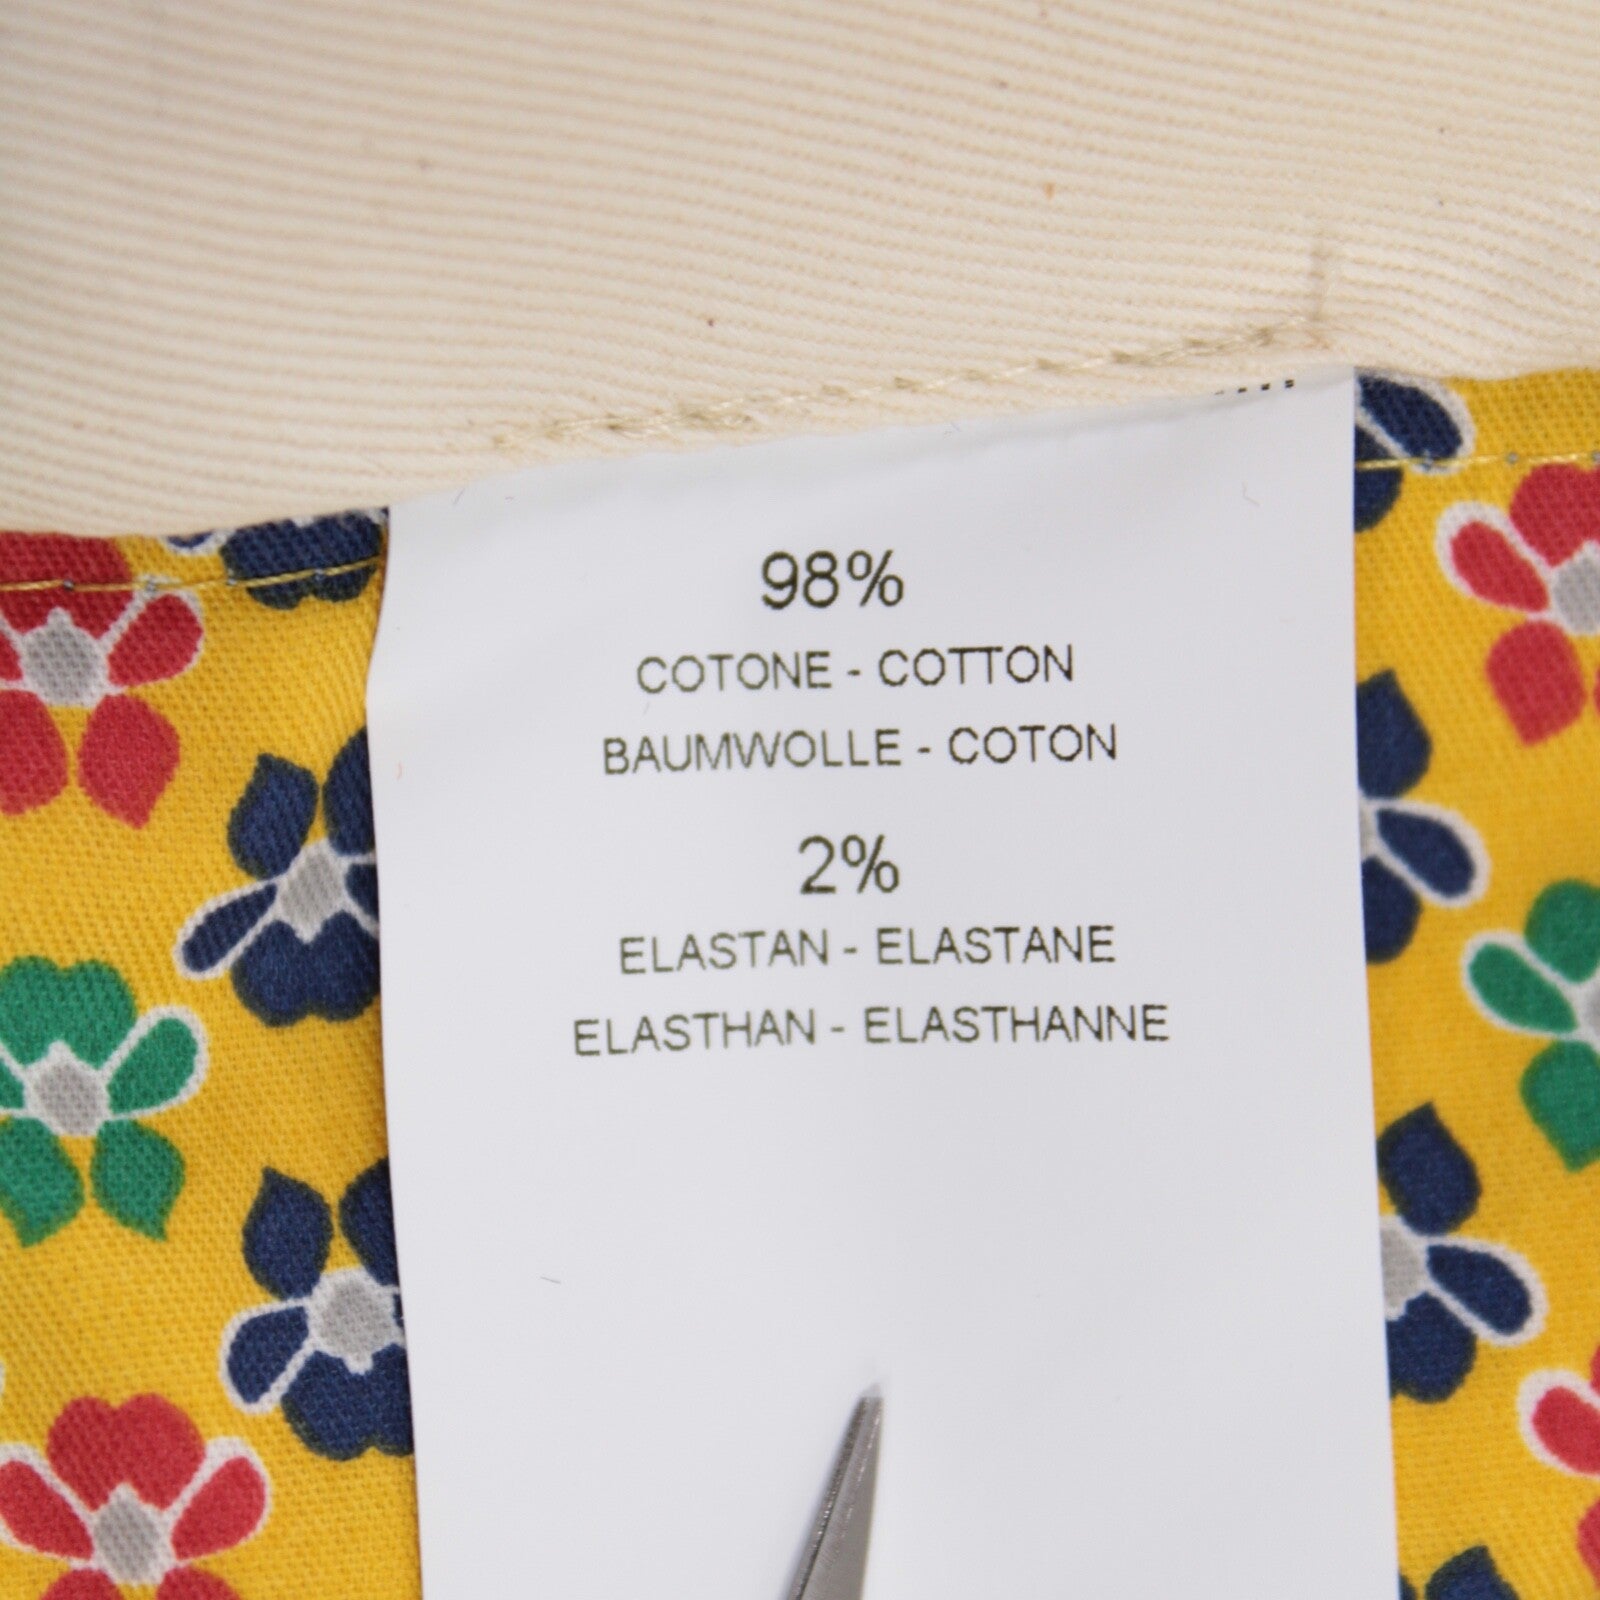 98%
COTONE - COTTON
BAUMWOLLE - COTON
2%
ELASTAN - ELASTANE
ELASTHAN - ELASTHANNE